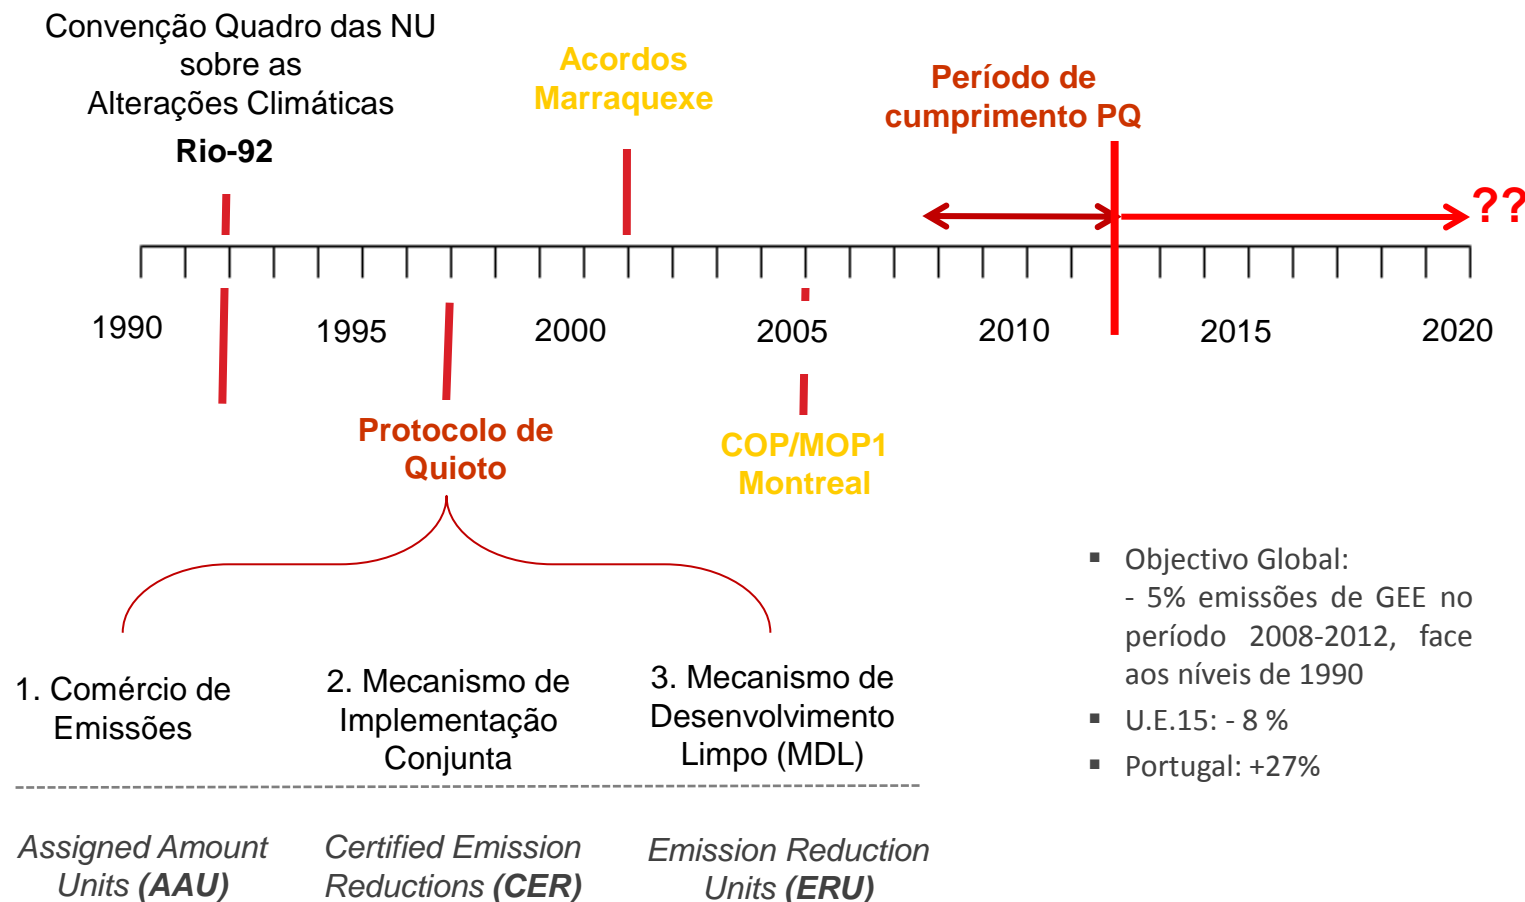 Convenção Quadro das NU
sobre as
Alterações Climáticas
Rio-92
Acordos
Marraquexe
Período de
cumprimento PQ
??
1990
1995
2000
2005
2010
2015
2020
Protocolo de
Quioto
COP/MOP1
Montreal
1. Comércio de
Emissões
2. Mecanismo de
Implementação
Conjunta
3. Mecanismo de
Desenvolvimento
Limpo (MDL)
Assigned Amount
Units (AAU)
Certified Emission
Reductions (CER)
Emission Reduction
Units (ERU)
▪ Objectivo Global:
- 5% emissões de GEE no
período 2008-2012, face
aos níveis de 1990
▪ U.E.15: - 8 %
▪ Portugal: +27%